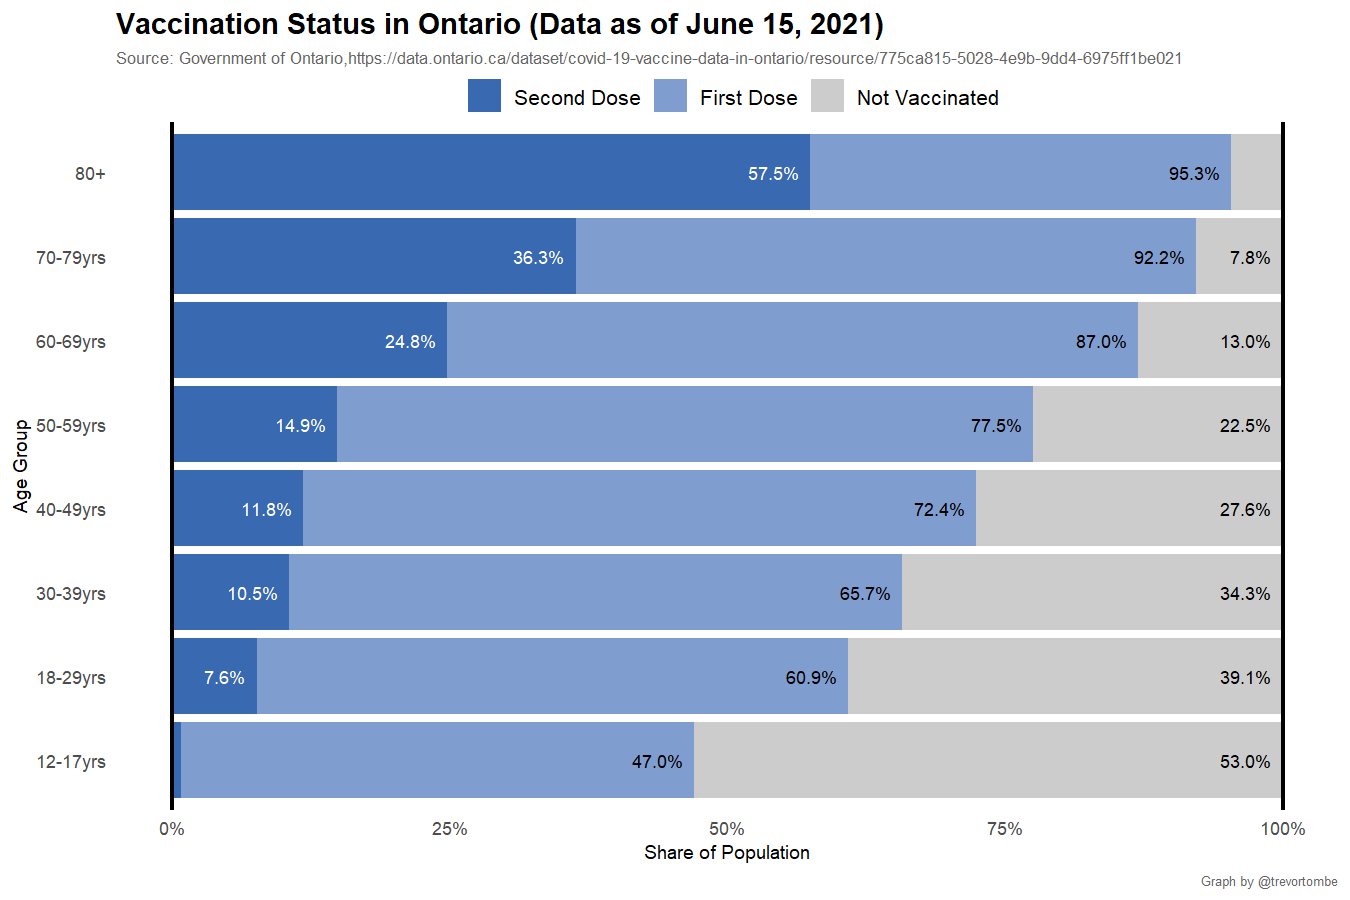 Vaccination Status in Ontario (Data as of June 15, 2021)
Source: Government of Ontario,https://data.ontario.ca/dataset/covid-19-vaccine-data-in-ontario/resource/775ca815-5028-4e9b-9dd4-6975ff1be021
Second Dose First Dose Not Vaccinated
80+ 57.5% 95.3%
70-79yrs 36.3% 92.2% 7.8%
60-69yrs 24.8% 87.0% 13.0%
50-59yrs 14.9% 77.5% 22.5%
Age Group
40-49yrs 11.8% 72.4% 27.6%
30-39yrs 10.5% 65.7% 34.3%
18-29yrs 7.6% 60.9% 39.1%
12-17yrs 47.0% 53.0%
0% 25% 50% 75% 100%
Share of Population
Graph by @trevortombe